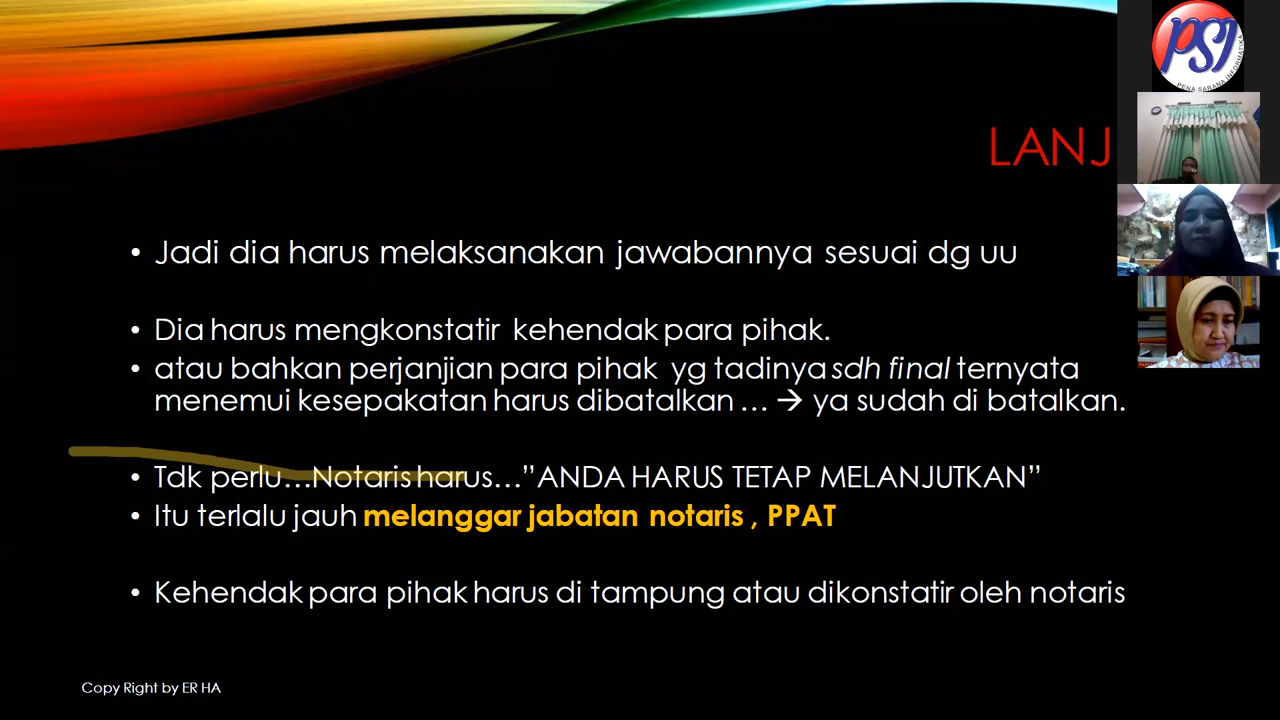 PSI
PENA SARANA INFORMATIKA
LANJ
• Jadi dia harus melaksanakan jawabannya sesuai dg uu
• Dia harus mengkonstatir kehendak para pihak.
• atau bahkan perjanjian para pihak yg tadinya sdh final ternyata
menemui kesepakatan harus dibatalkan … → ya sudah di batalkan.
• Tdk perlu…Notaris harus…”ANDA HARUS TETAP MELANJUTKAN”
• Itu terlalu jauh melanggar jabatan notaris , PPAT
• Kehendak para pihak harus di tampung atau dikonstatir oleh notaris
Copy Right by ER HA